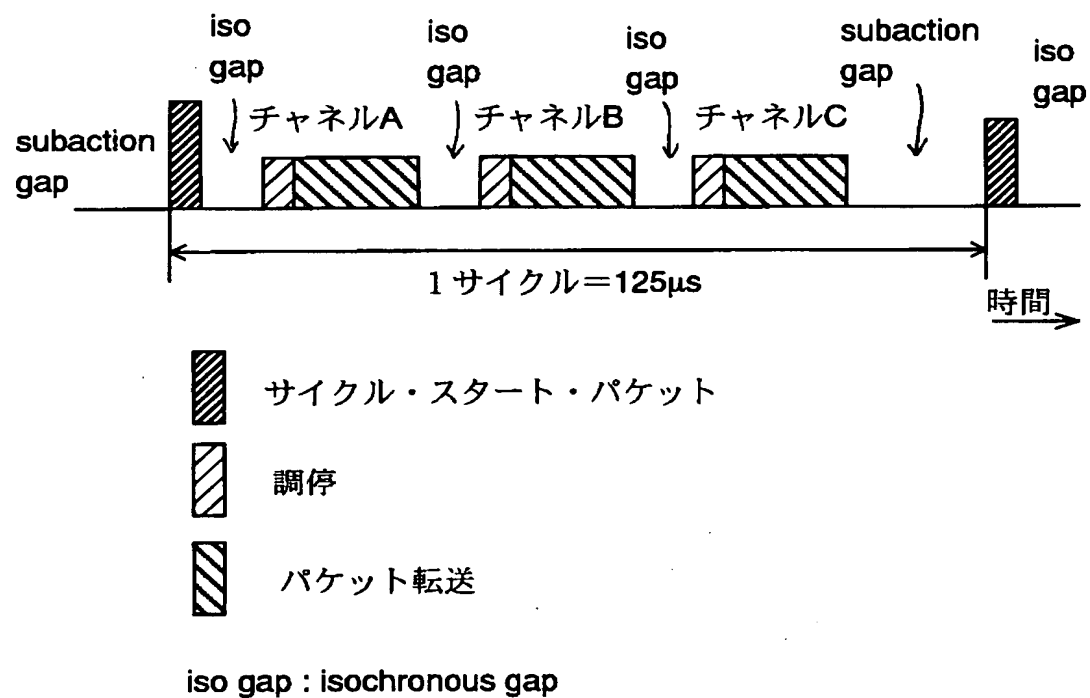 iso
gap
iso
gap
iso
gap
subaction
gap
iso
gap
subaction
gap
チャネルA
チャネルB
チャネルC
1サイクル＝125μs
時間
サイクル・スタート・パケット
調停
パケット転送
iso gap : isochronous gap